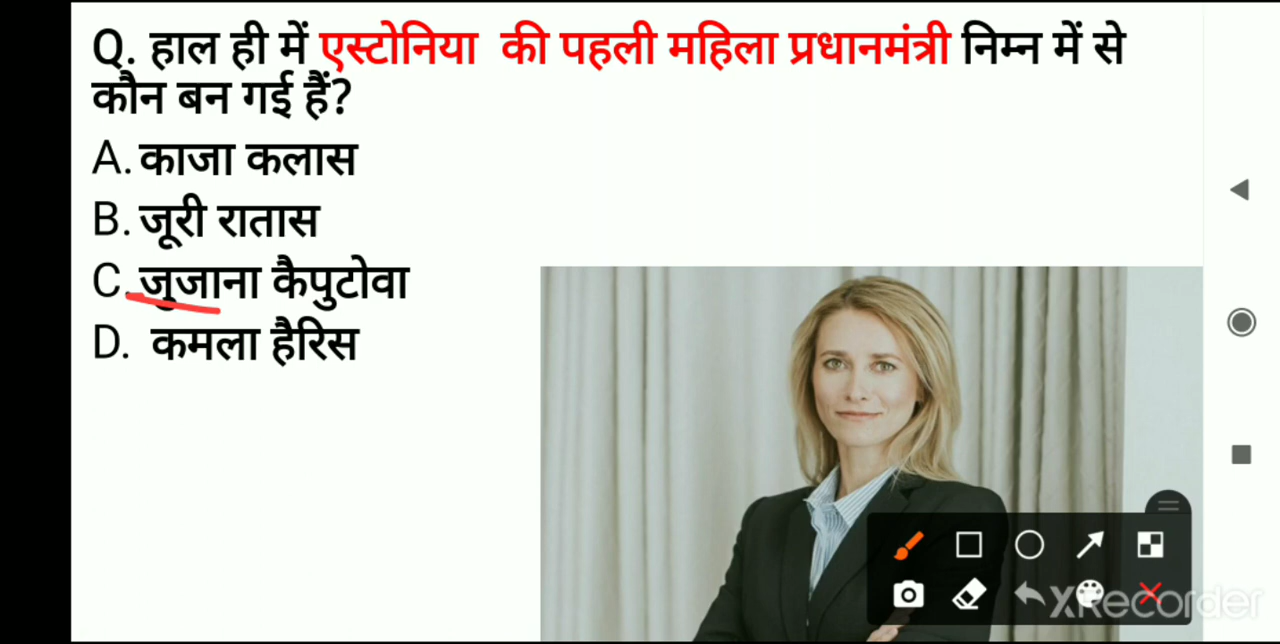 Q. हाल ही में एस्टोनिया की पहली महिला प्रधानमंत्री निम्न में से
कौन बन गई हैं?
A. काजा कलास
B. जूरी रातास
C. जुजाना कैपुटोवा
D. कमला हैरिस
XRecorder